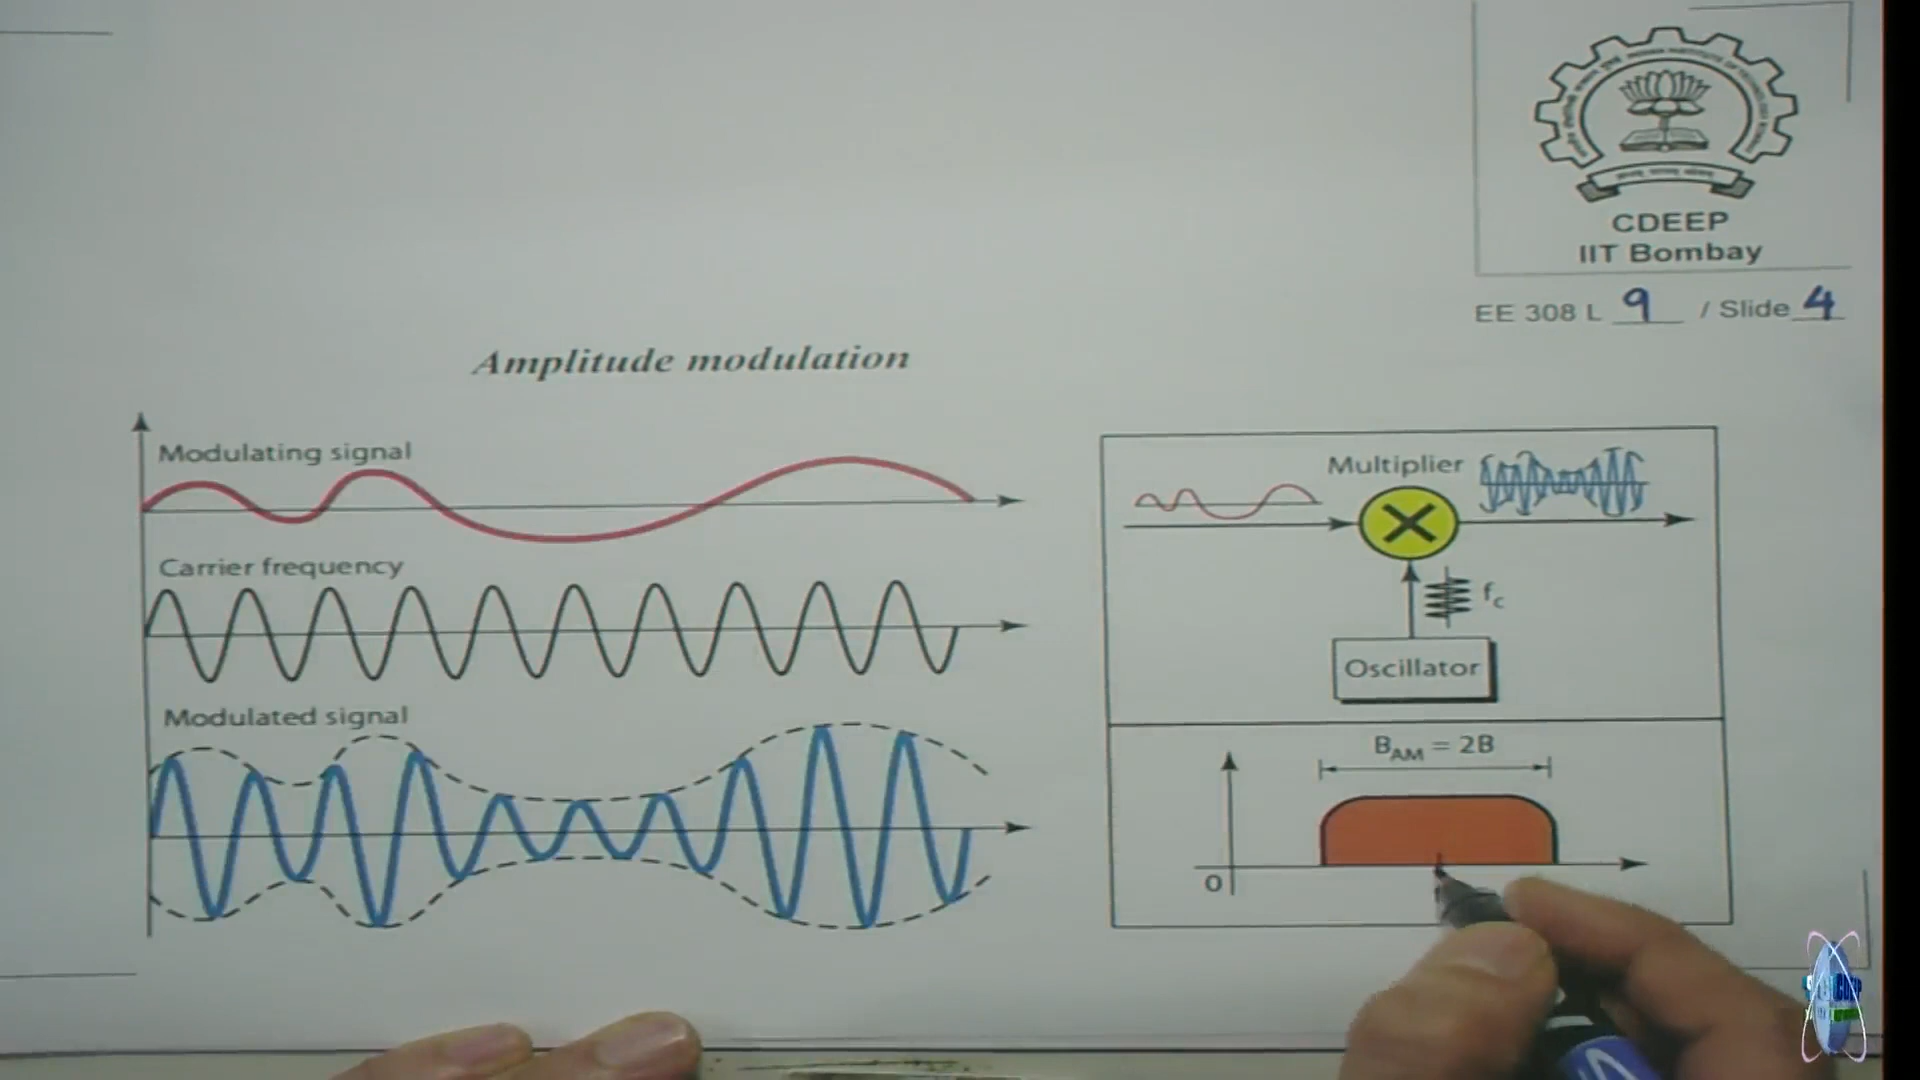 CDEEP
IIT Bombay
EE 308 L 9 / Slide 4
Amplitude modulation
Modulating signal
Carrier frequency
Modulated signal
Multiplier
fc
Oscillator
BAM = 2B
0